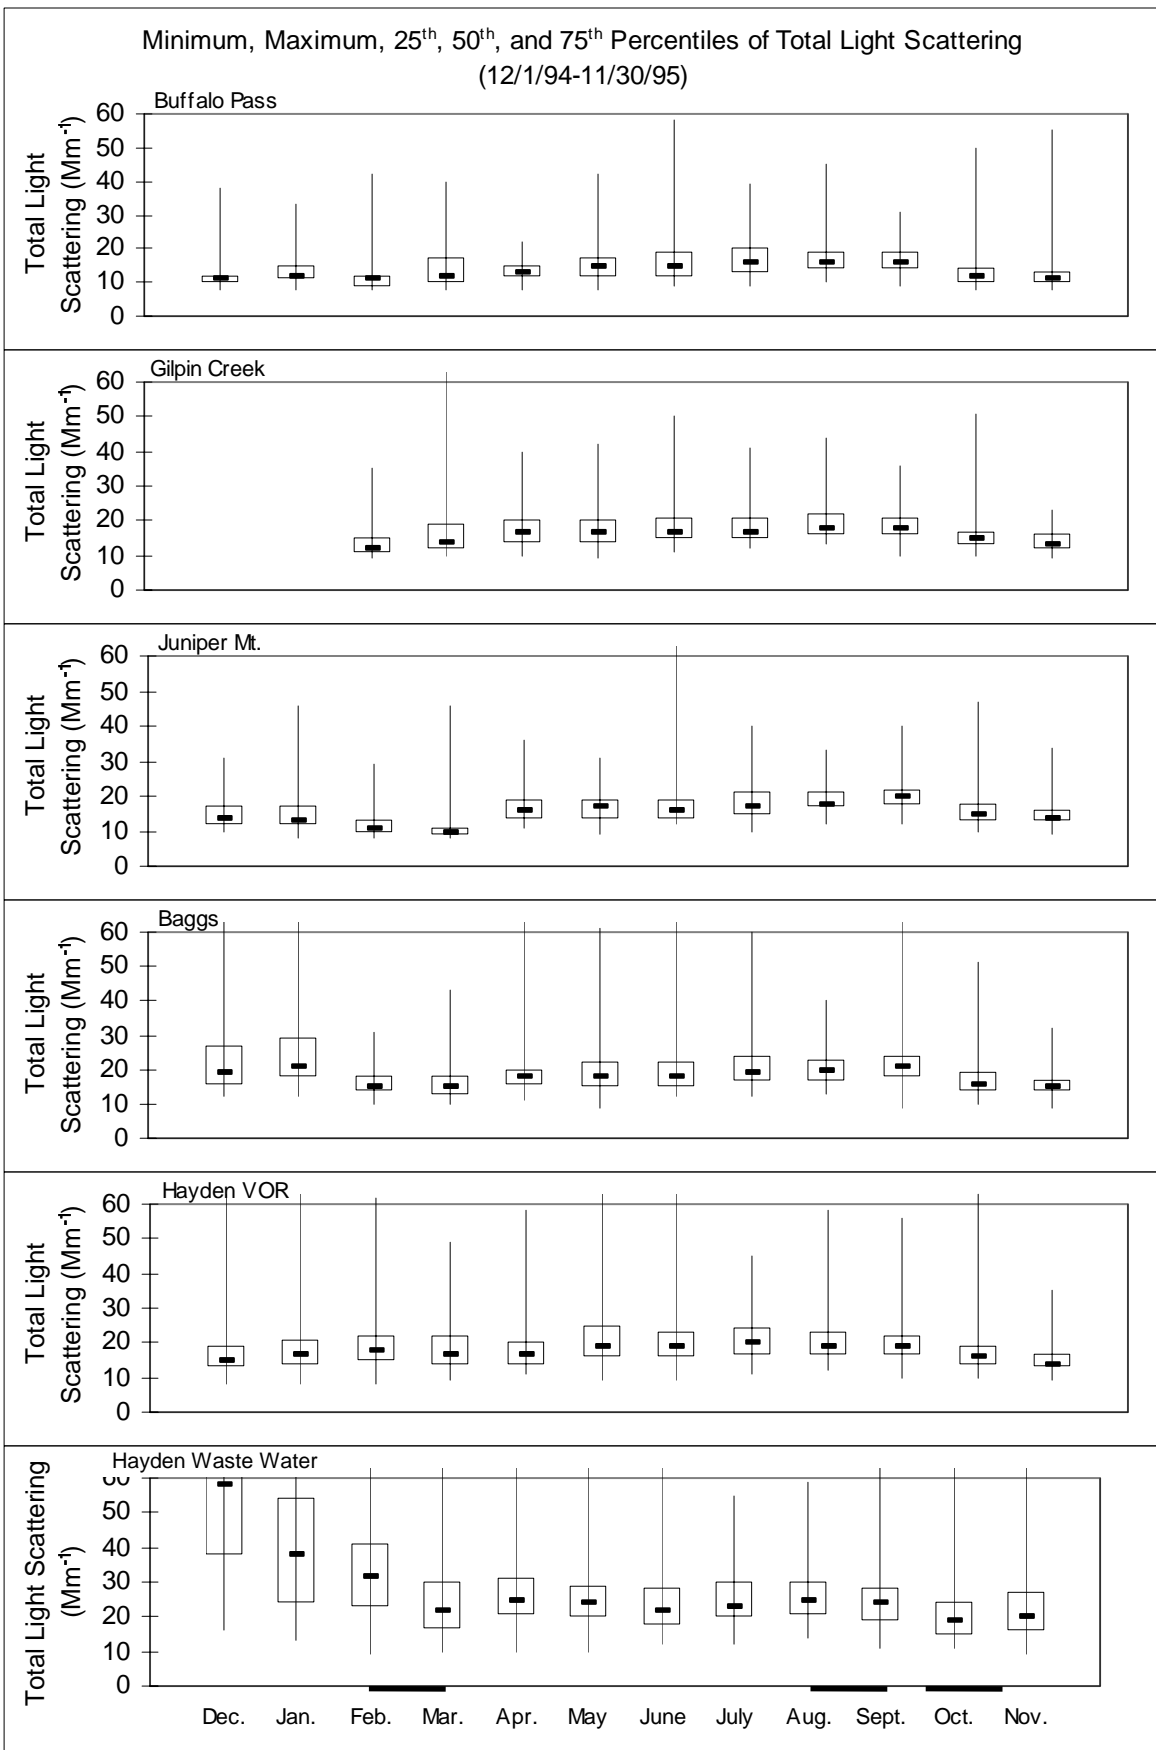 Minimum, Maximum, 25th, 50th, and 75th Percentiles of Total Light Scattering
(12/1/94-11/30/95)
Buffalo Pass
Total Light
Scattering (Mm-1)
60
50
40
30
20
10
0
Gilpin Creek
Total Light
Scattering (Mm-1)
60
50
40
30
20
10
0
Juniper Mt.
Total Light
Scattering (Mm-1)
60
50
40
30
20
10
0
Baggs
Total Light
Scattering (Mm-1)
60
50
40
30
20
10
0
Hayden VOR
Total Light
Scattering (Mm-1)
60
50
40
30
20
10
0
Hayden Waste Water
Total Light Scattering
(Mm-1)
60
50
40
30
20
10
0
Dec. Jan. Feb. Mar. Apr. May June July Aug. Sept. Oct. Nov.